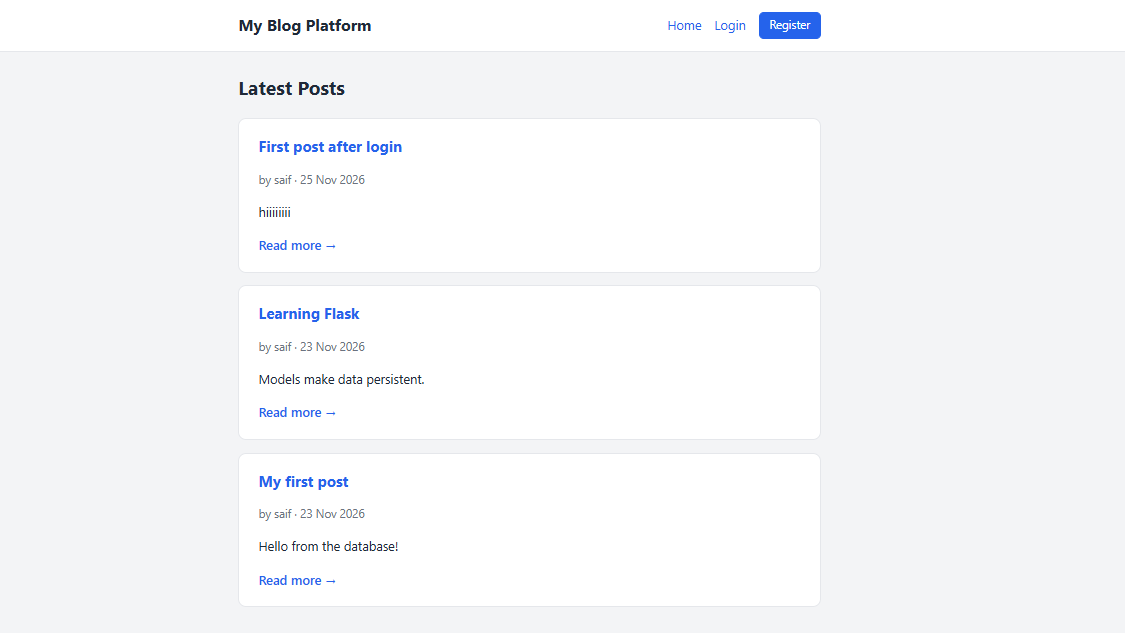 My Blog Platform
Home Login Register
Latest Posts
First post after login
by saif · 25 Nov 2026
hiiiiiiii
Read more →
Learning Flask
by saif · 23 Nov 2026
Models make data persistent.
Read more →
My first post
by saif · 23 Nov 2026
Hello from the database!
Read more →